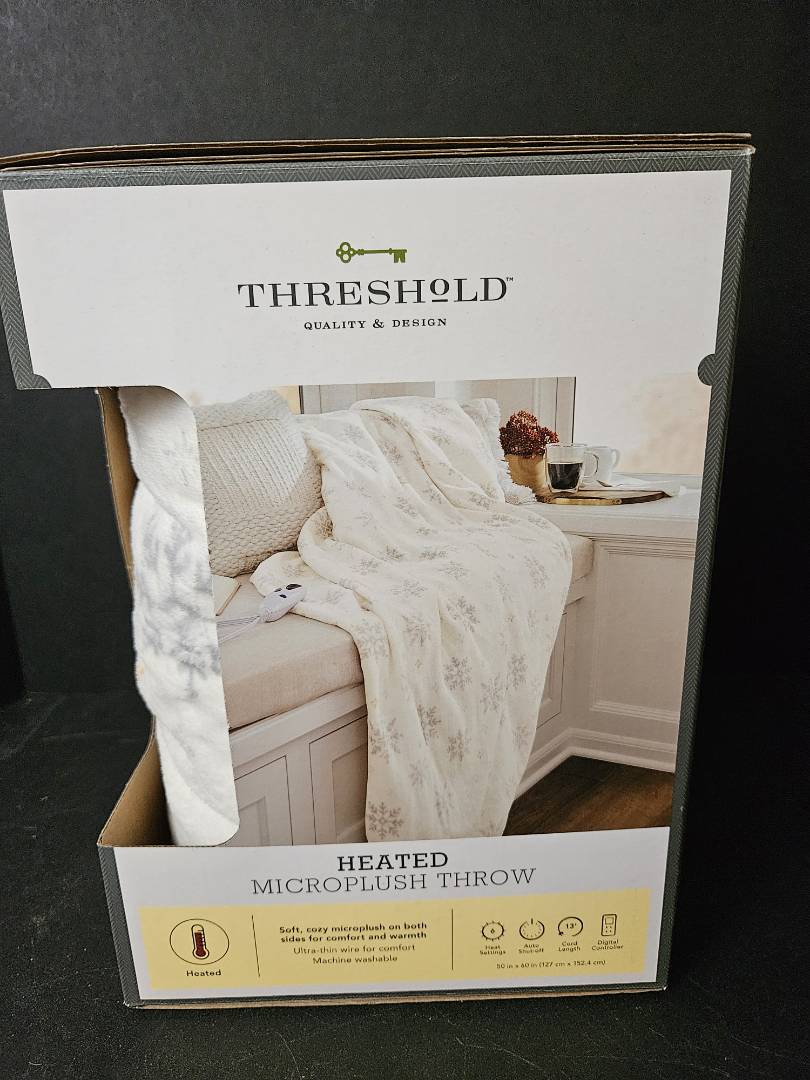 THRESHOLD™
QUALITY & DESIGN
HEATED
MICROPLUSH THROW
Heated
Soft, cozy microplush on both
sides for comfort and warmth
Ultra-thin wire for comfort
Machine washable
6
Heat
Settings
Auto
Shut-off
13'
Cord
Length
Digital
Controller
50 in x 60 in (127 cm x 152.4 cm)